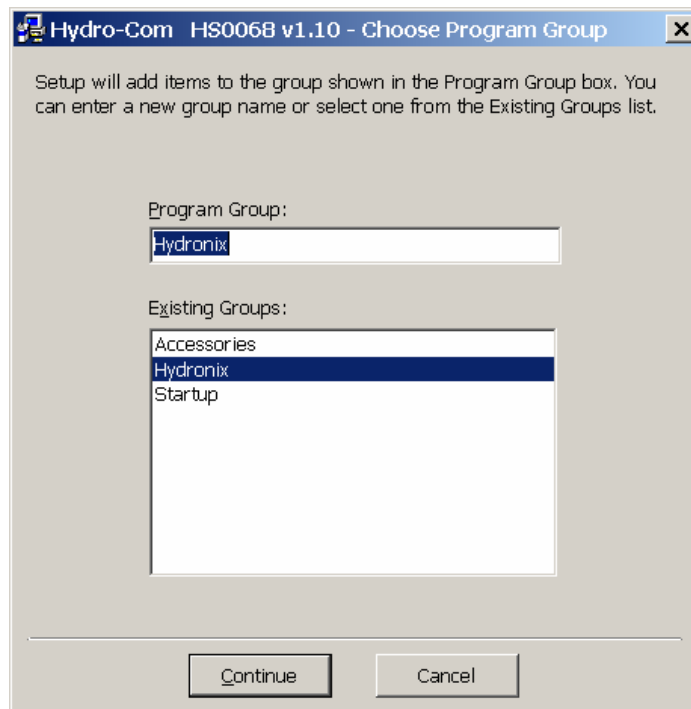 Hydro-Com   HS0068 v1.10 - Choose Program Group
Setup will add items to the group shown in the Program Group box. You
can enter a new group name or select one from the Existing Groups list.
Program Group:
Hydronix
Existing Groups:
Accessories
Hydronix
Startup
Continue
Cancel